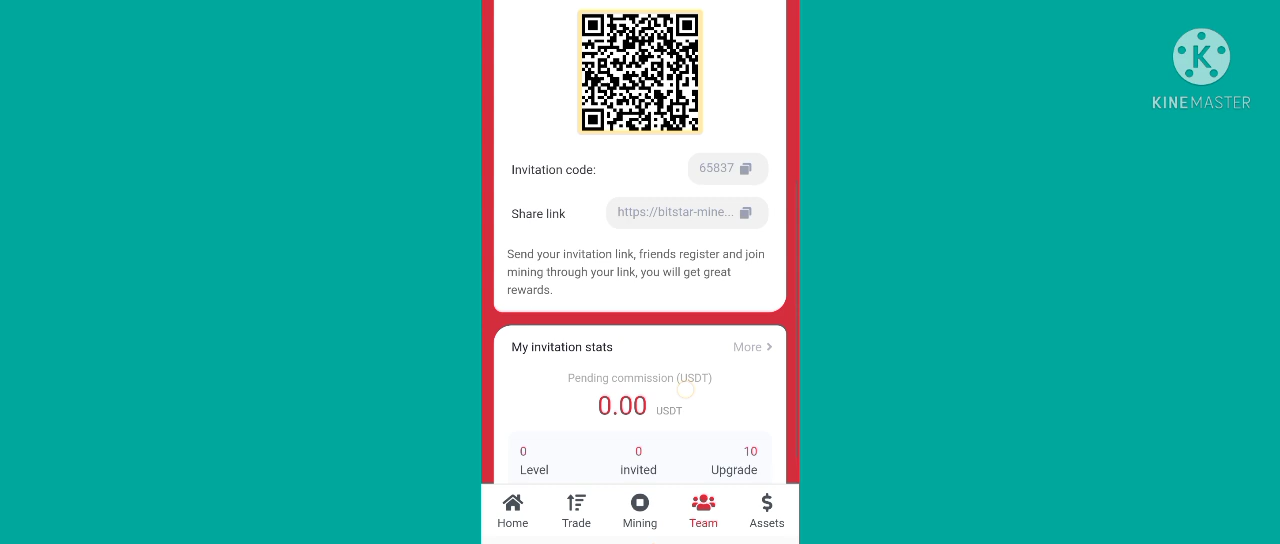 K
KINEMASTER
Invitation code:
65837
Share link
https://bitstar-mine...
Send your invitation link, friends register and join
mining through your link, you will get great
rewards.
My invitation stats
More
Pending commission (USDT)
0.00 USDT
0 0 10
Level invited Upgrade
Home Trade Mining Team Assets